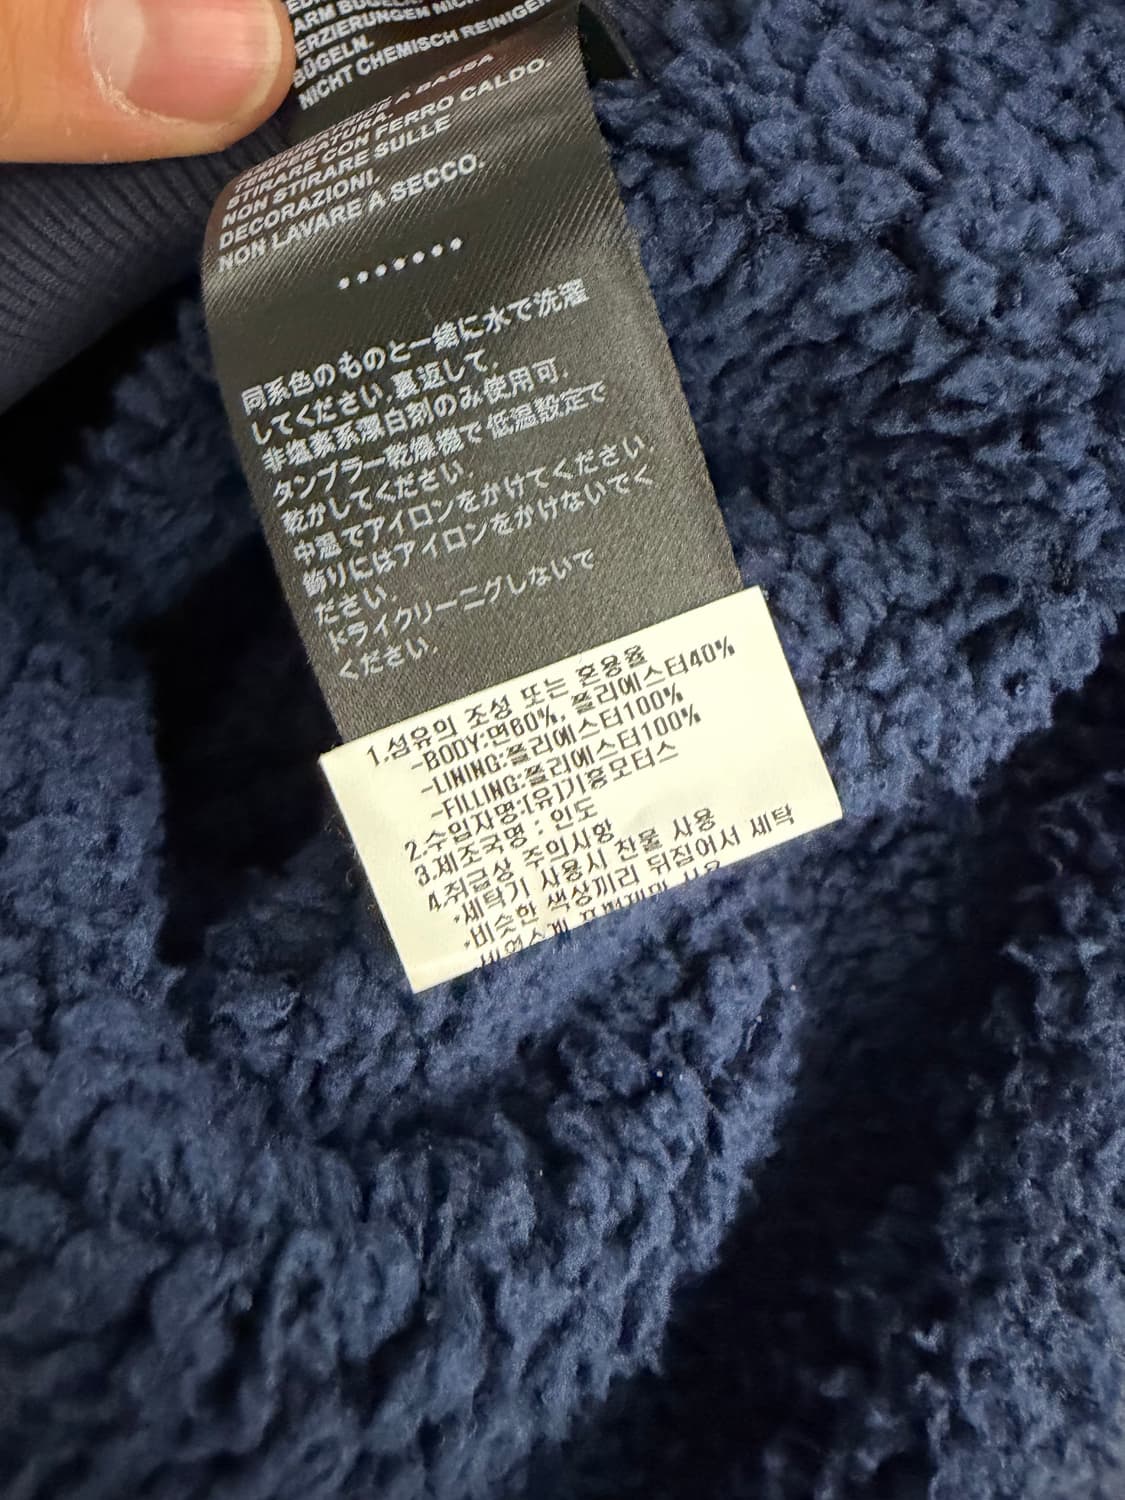 ARM BÜGELN.
VERZIERUNGEN NICHT
BÜGELN.
NICHT CHEMISCH REINIGEN
A BASSA
TEMPERATURA.
STIRARE CON FERRO CALDO.
NON STIRARE SULLE
DECORAZIONI.
NON LAVARE A SECCO.
•••••••
同系色のものと一緒に水で洗濯
してください.裏返して.
非塩素系漂白剤のみ使用可.
タンブラー乾燥機で低温設定で
乾かしてください.
中温でアイロンをかけてください.
飾りにはアイロンをかけないでく
ださい.
ドライクリーニングしないで
ください.
1.섬유의 조성 또는 혼용율
-BODY:면60%, 폴리에스터40%
-LINING:폴리에스터100%
-FILLING:폴리에스터100%
2.수입자명:[유]기흥모터스
3.제조국명 : 인도
4.취급상 주의사항
*세탁기 사용시 찬물 사용
*비슷한 색상끼리 뒤집어서 세탁